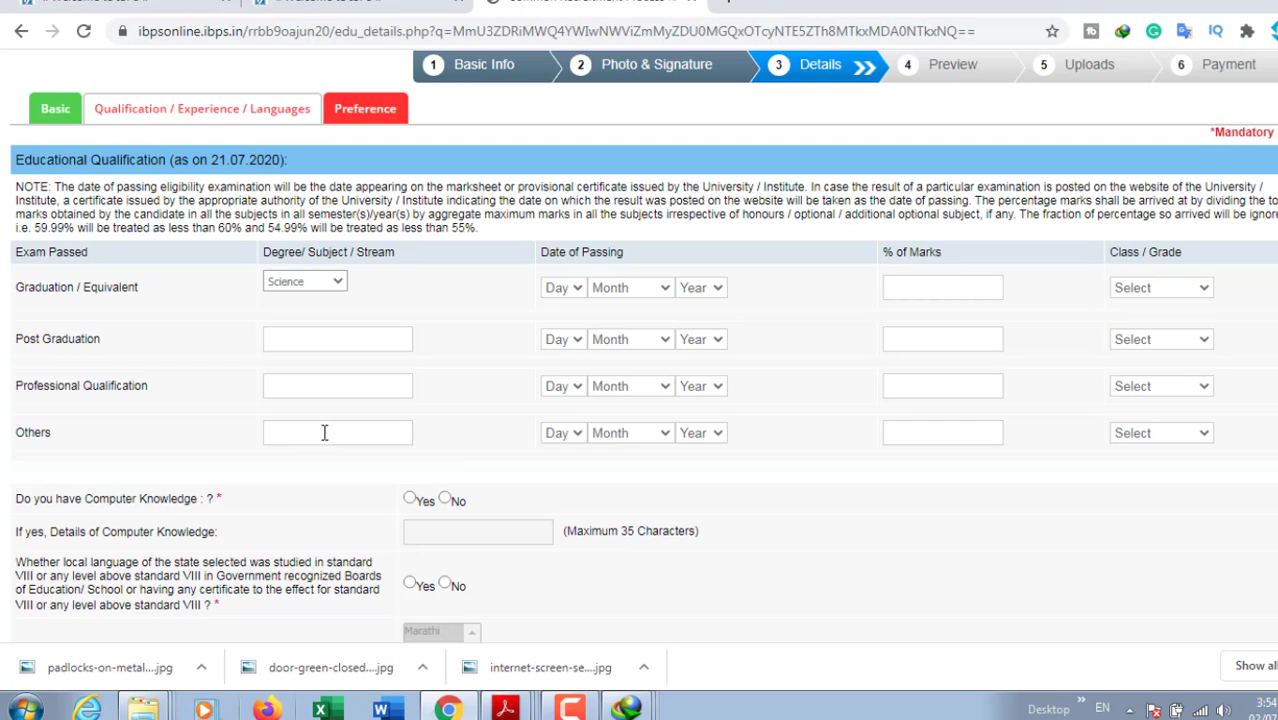 ibpsonline.ibps.in/rrbb9oajun20/edu_details.php?q=MmU3ZDRiMWQ4YWIwNWViZmMyZDU0MGQxOTcyNTE5ZTh8MTkxMDA0NTkxNQ==
1 Basic Info 2 Photo & Signature 3 Details 4 Preview 5 Uploads 6 Payment
Basic Qualification / Experience / Languages Preference
*Mandatory
Educational Qualification (as on 21.07.2020):
NOTE: The date of passing eligibility examination will be the date appearing on the marksheet or provisional certificate issued by the University / Institute. In case the result of a particular examination is posted on the website of the University /
Institute, a certificate issued by the appropriate authority of the University / Institute indicating the date on which the result was posted on the website will be taken as the date of passing. The percentage marks shall be arrived at by dividing the to
marks obtained by the candidate in all the subjects in all semester(s)/year(s) by aggregate maximum marks in all the subjects irrespective of honours / optional / additional optional subject, if any. The fraction of percentage so arrived will be ignor
i.e. 59.99% will be treated as less than 60% and 54.99% will be treated as less than 55%.
Exam Passed Degree/ Subject / Stream Date of Passing % of Marks Class / Grade
Graduation / Equivalent Science Day Month Year Select
Post Graduation Day Month Year Select
Professional Qualification Day Month Year Select
Others Day Month Year Select
Do you have Computer Knowledge : ? * Yes No
If yes, Details of Computer Knowledge: (Maximum 35 Characters)
Whether local language of the state selected was studied in standard
VIII or any level above standard VIII in Government recognized Boards
of Education/ School or having any certificate to the effect for standard
VIII or any level above standard VIII ? *
Yes No
Marathi
padlocks-on-metal....jpg door-green-closed....jpg internet-screen-se....jpg Show all
Desktop EN 3:54